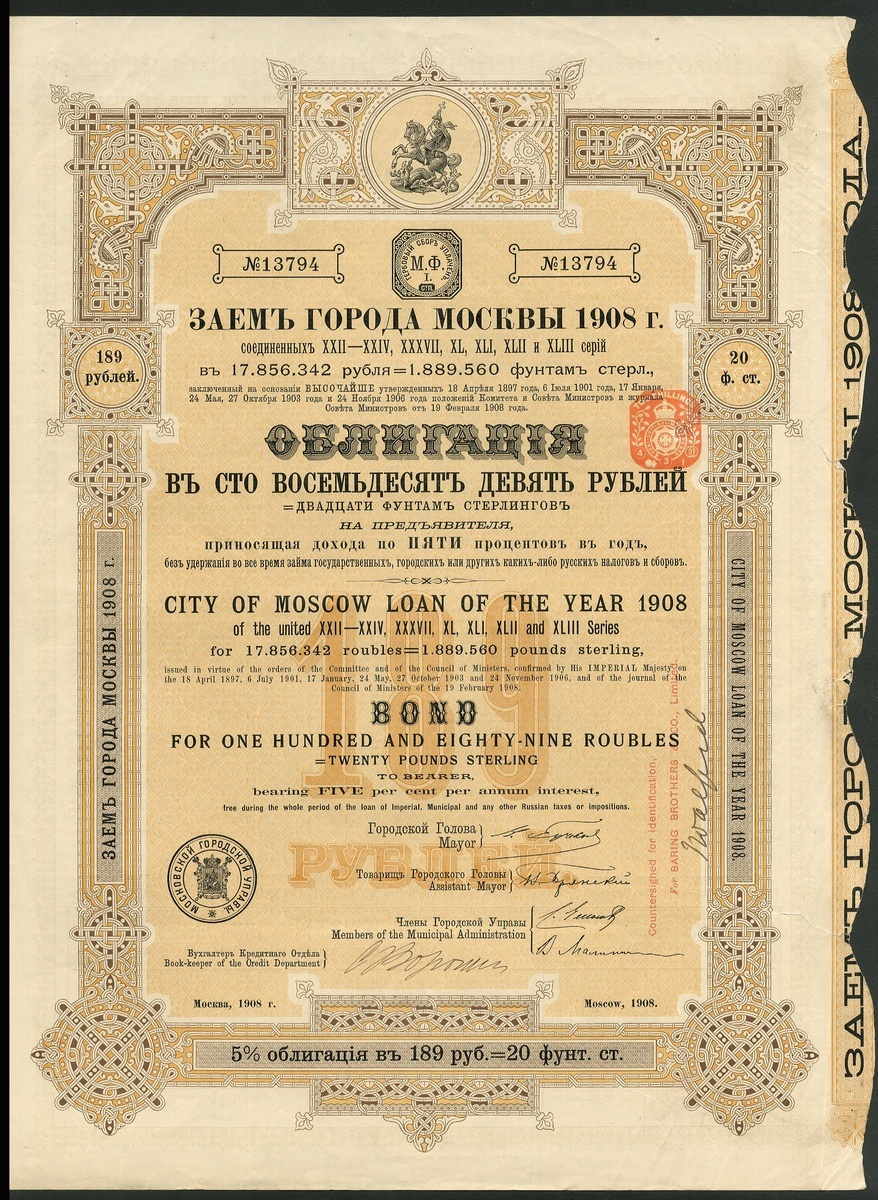 №13794
ГЕРБОВЫЙ СБОРЪ УПЛАЧЕНЪ
М.Ф.
I.
СТП.
№13794
ЗАЕМЪ ГОРОДА МОСКВЫ 1908 г.
соединенныхъ XXII—XXIV, XXXVII, XL, XLI, XLII и XLIII серій
въ 17.856.342 рубля=1.889.560 фунтамъ стерл.,
заключенный на основаніи ВЫСОЧАЙШЕ утвержденныхъ 18 Апрѣля 1897 года, 6 Іюля 1901 года, 17 Января,
24 Мая, 27 Октября 1903 года и 24 Ноября 1906 года положеній Комитета и Совѣта Министровъ и журнала
Совѣта Министровъ отъ 19 Февраля 1908 года.
189
рублей.
20
ф. ст.
ОБЛИГАЦІЯ
ВЪ СТО ВОСЕМЬДЕСЯТЪ ДЕВЯТЬ РУБЛЕЙ
=ДВАДЦАТИ ФУНТАМЪ СТЕРЛИНГОВЪ
НА ПРЕДЪЯВИТЕЛЯ,
приносящая дохода по ПЯТИ процентовъ въ годъ,
безъ удержанія во все время займа государственныхъ, городскихъ или другихъ какихъ-либо русскихъ налоговъ и сборовъ.
CITY OF MOSCOW LOAN OF THE YEAR 1908
of the united XXII—XXIV, XXXVII, XL, XLI, XLII and XLIII Series
for 17.856.342 roubles=1.889.560 pounds sterling,
issued in virtue of the orders of the Committee and of the Council of Ministers, confirmed by His IMPERIAL Majesty on
the 18 April 1897, 6 July 1901, 17 January, 24 May, 27 October 1903 and 24 November 1906, and of the journal of the
Council of Ministers of the 19 February 1908.
BOND
FOR ONE HUNDRED AND EIGHTY-NINE ROUBLES
=TWENTY POUNDS STERLING
TO BEARER,
bearing FIVE per cent per annum interest,
free during the whole period of the loan of Imperial, Municipal and any other Russian taxes or impositions.
189
РУБЛЕЙ.
Городской Голова
Mayor
Товарищъ Городского Головы
Assistant Mayor
Члены Городской Управы
Members of the Municipal Administration
Бухгалтеръ Кредитнаго Отдѣла
Book-keeper of the Credit Department
МОСКОВСКОЙ ГОРОДСКОЙ УПРАВЫ
Москва, 1908 г.
Moscow, 1908.
5% облигація въ 189 руб.=20 фунт. ст.
ЗАЕМЪ ГОРОДА МОСКВЫ 1908 г.
CITY OF MOSCOW LOAN OF THE YEAR 1908.
Countersigned for identification,
For BARING BROTHERS & CO., Limited.
ЗАЕМЪ ГОРОДА МОСКВЫ 1908 ГОДА.